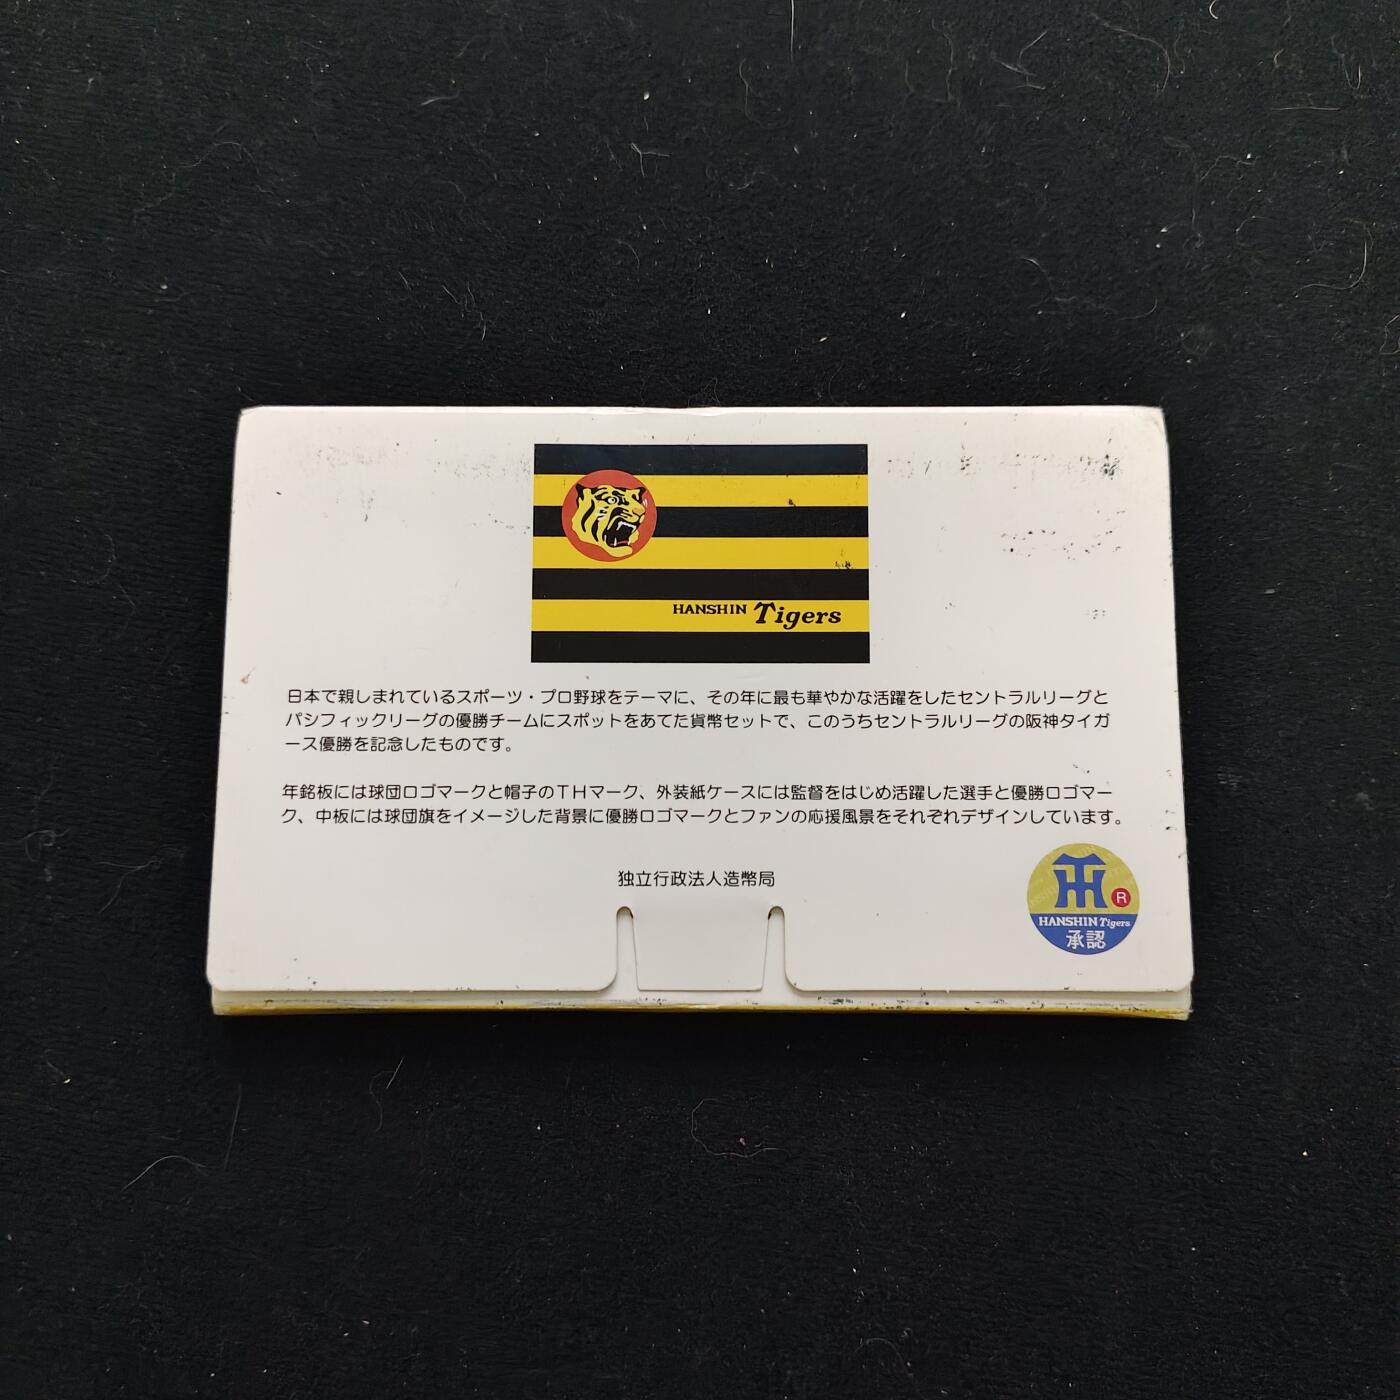 HANSHIN Tigers
日本で親しまれているスポーツ・プロ野球をテーマに、その年に最も華やかな活躍をしたセントラルリーグと
パシフィックリーグの優勝チームにスポットをあてた貨幣セットで、このうちセントラルリーグの阪神タイガ
ース優勝を記念したものです。
年銘板には球団ロゴマークと帽子のTHマーク、外装紙ケースには監督をはじめ活躍した選手と優勝ロゴマー
ク、中板には球団旗をイメージした背景に優勝ロゴマークとファンの応援風景をそれぞれデザインしています。
独立行政法人造幣局
TH
R
HANSHIN Tigers
承認